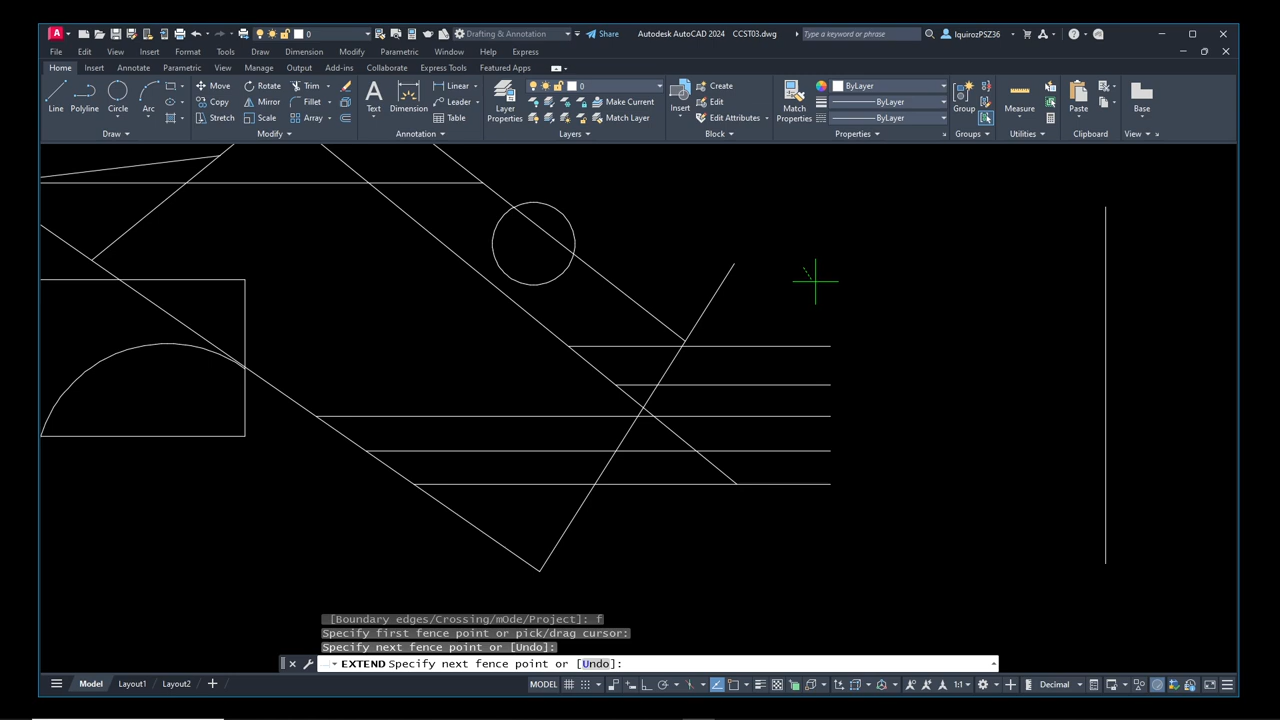 0 Drafting & Annotation Share Autodesk AutoCAD 2024 CCST03.dwg Type a keyword or phrase lquirozPSZ36
File Edit View Insert Format Tools Draw Dimension Modify Parametric Window Help Express
Home Insert Annotate Parametric View Manage Output Add-ins Collaborate Express Tools Featured Apps
Line Polyline Circle Arc
Draw
Move Rotate Trim
Copy Mirror Fillet
Stretch Scale Array
Modify
Text Dimension
Linear
Leader
Table
Annotation
Layer Properties
0
Make Current
Match Layer
Layers
Insert
Create
Edit
Edit Attributes
Block
Match Properties
ByLayer
ByLayer
ByLayer
Properties
Group
Groups
Measure
Utilities
Paste
Clipboard
Base
View
[Boundary edges/Crossing/mOde/Project]: f
Specify first fence point or pick/drag cursor:
Specify next fence point or [Undo]:
EXTEND Specify next fence point or [Undo]:
Model Layout1 Layout2 + MODEL 1:1 Decimal